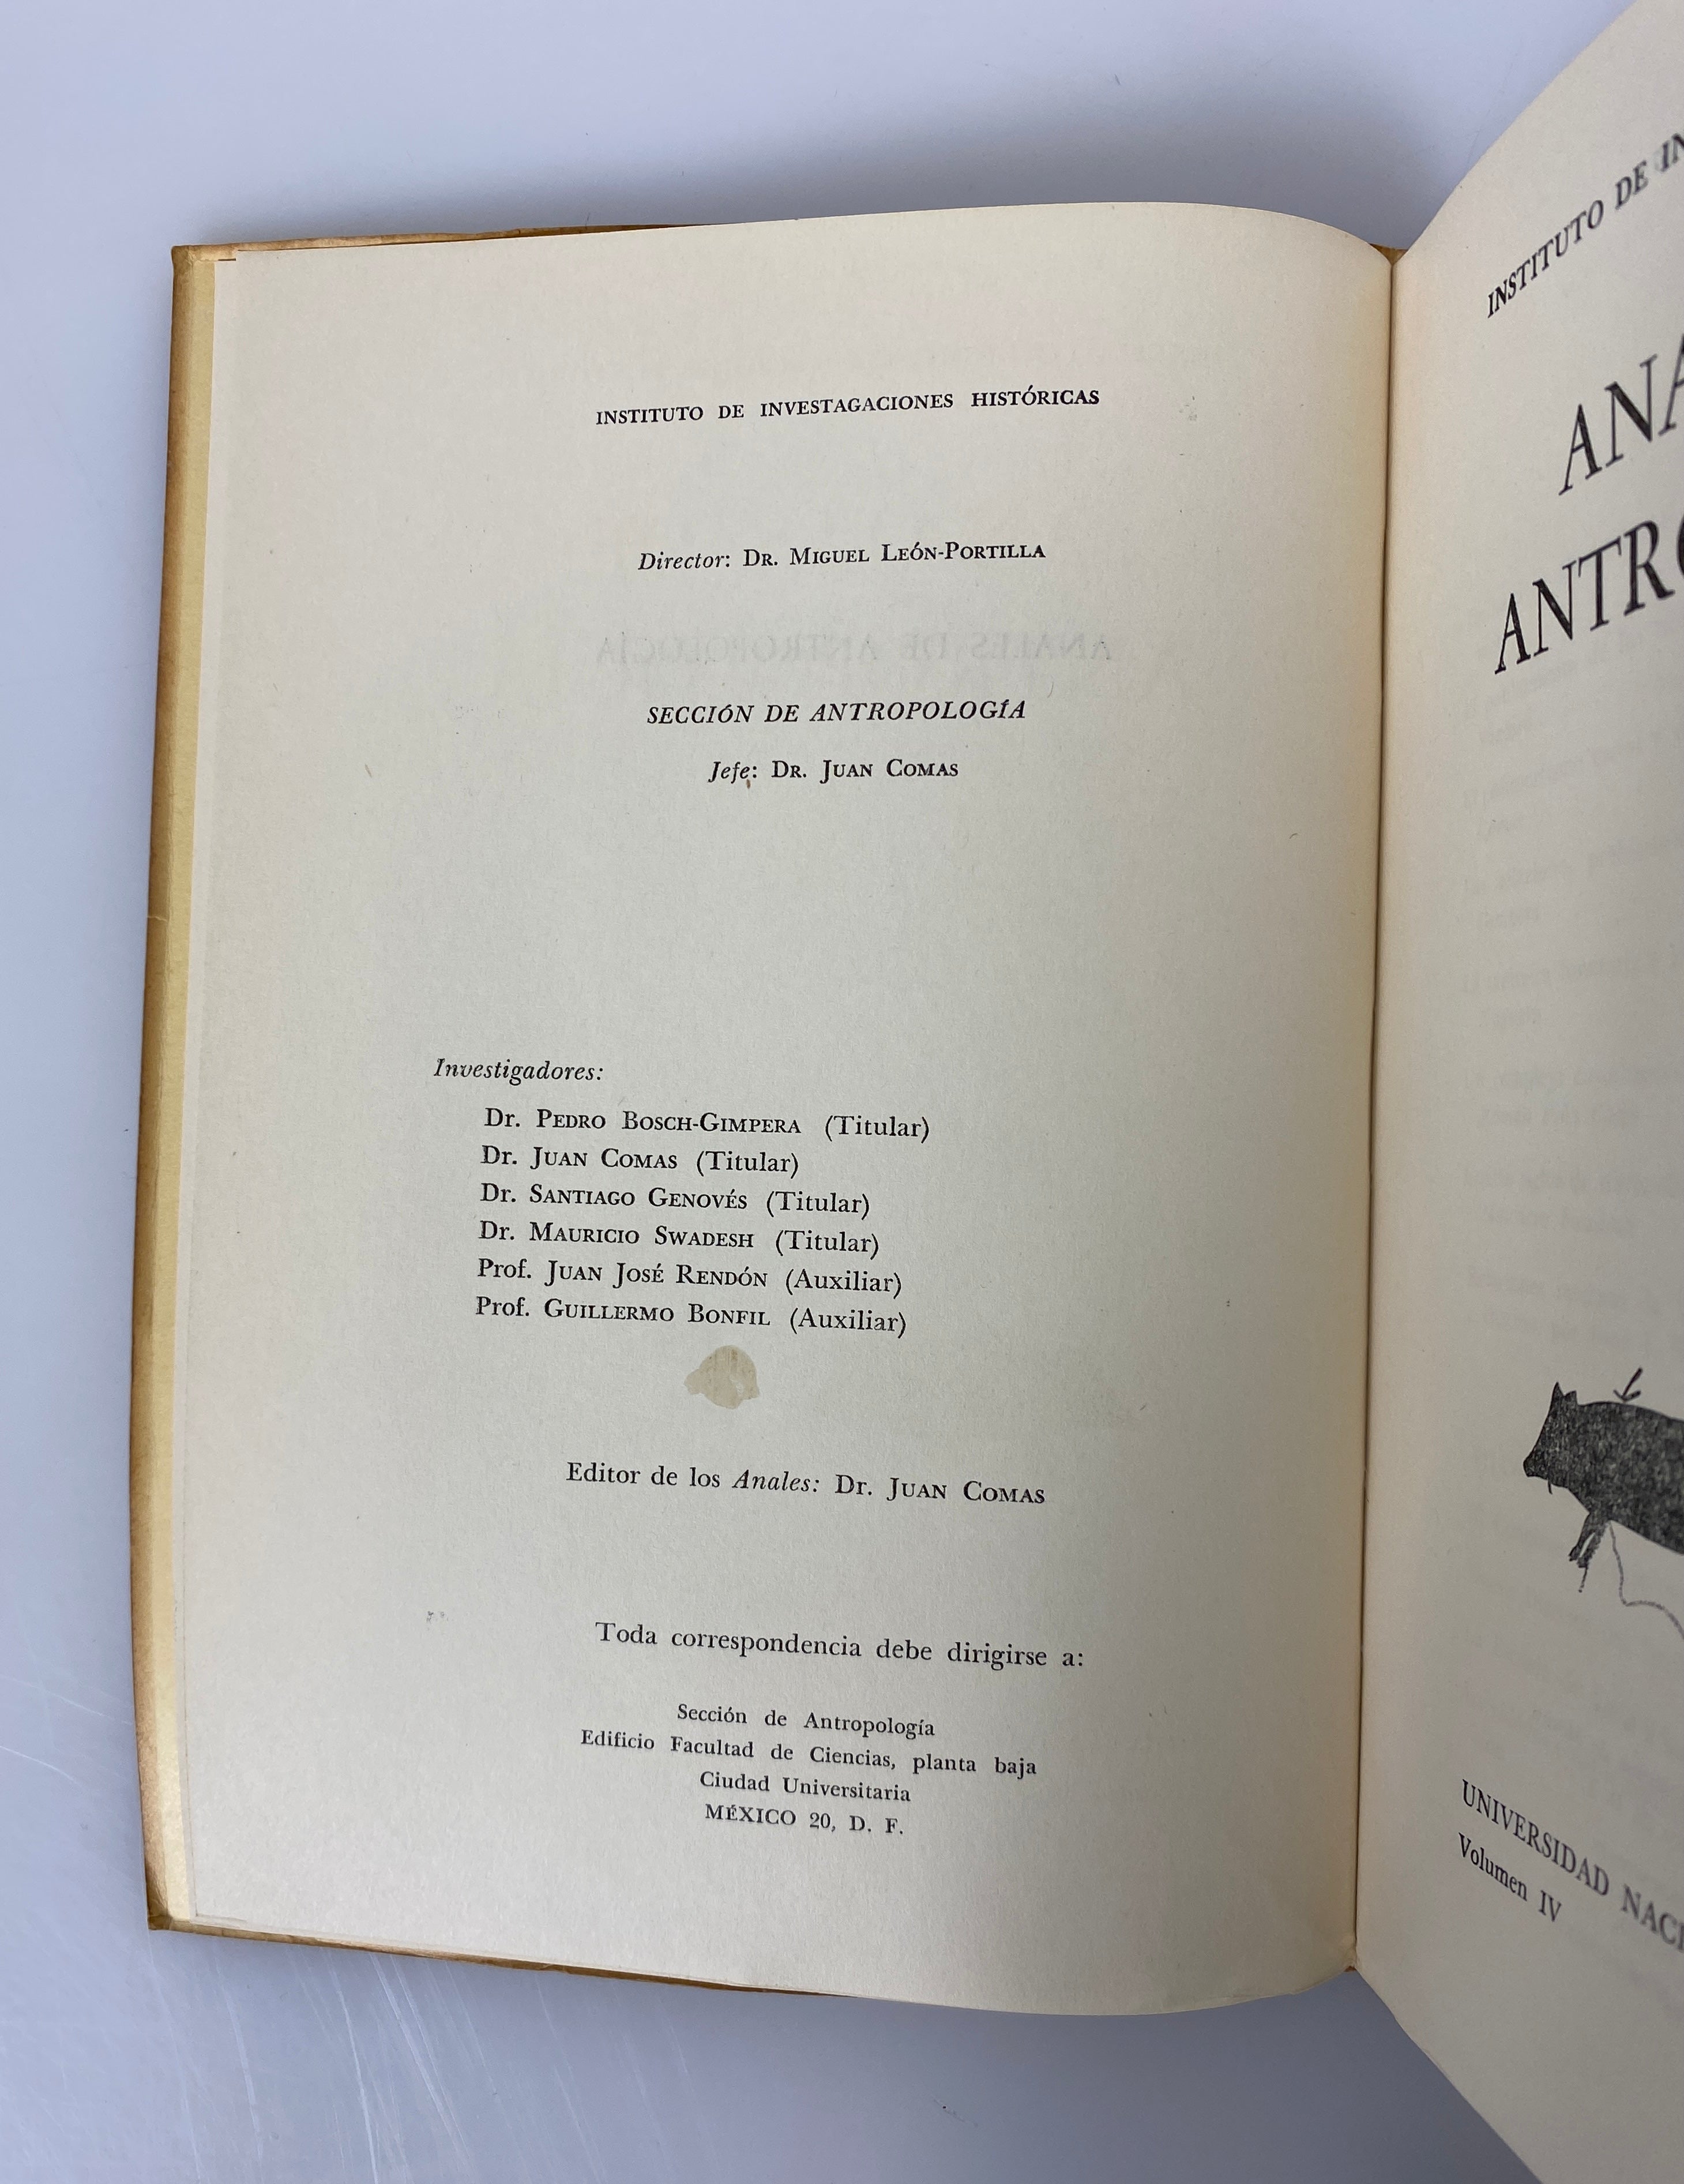 INSTITUTO DE INVESTAGACIONES HISTÓRICAS
Director: DR. MIGUEL LEÓN-PORTILLA
SECCIÓN DE ANTROPOLOGÍA
Jefe: DR. JUAN COMAS
Investigadores:
Dr. PEDRO BOSCH-GIMPERA (Titular)
Dr. JUAN COMAS (Titular)
Dr. SANTIAGO GENOVÉS (Titular)
Dr. MAURICIO SWADESH (Titular)
Prof. JUAN JOSÉ RENDÓN (Auxiliar)
Prof. GUILLERMO BONFIL (Auxiliar)
Editor de los Anales: Dr. JUAN COMAS
Toda correspondencia debe dirigirse a:
Sección de Antropología
Edificio Facultad de Ciencias, planta baja
Ciudad Universitaria
MÉXICO 20, D. F.
INSTITUTO DE IN
ANA
ANTRO
UNIVERSIDAD NACI
Volumen IV